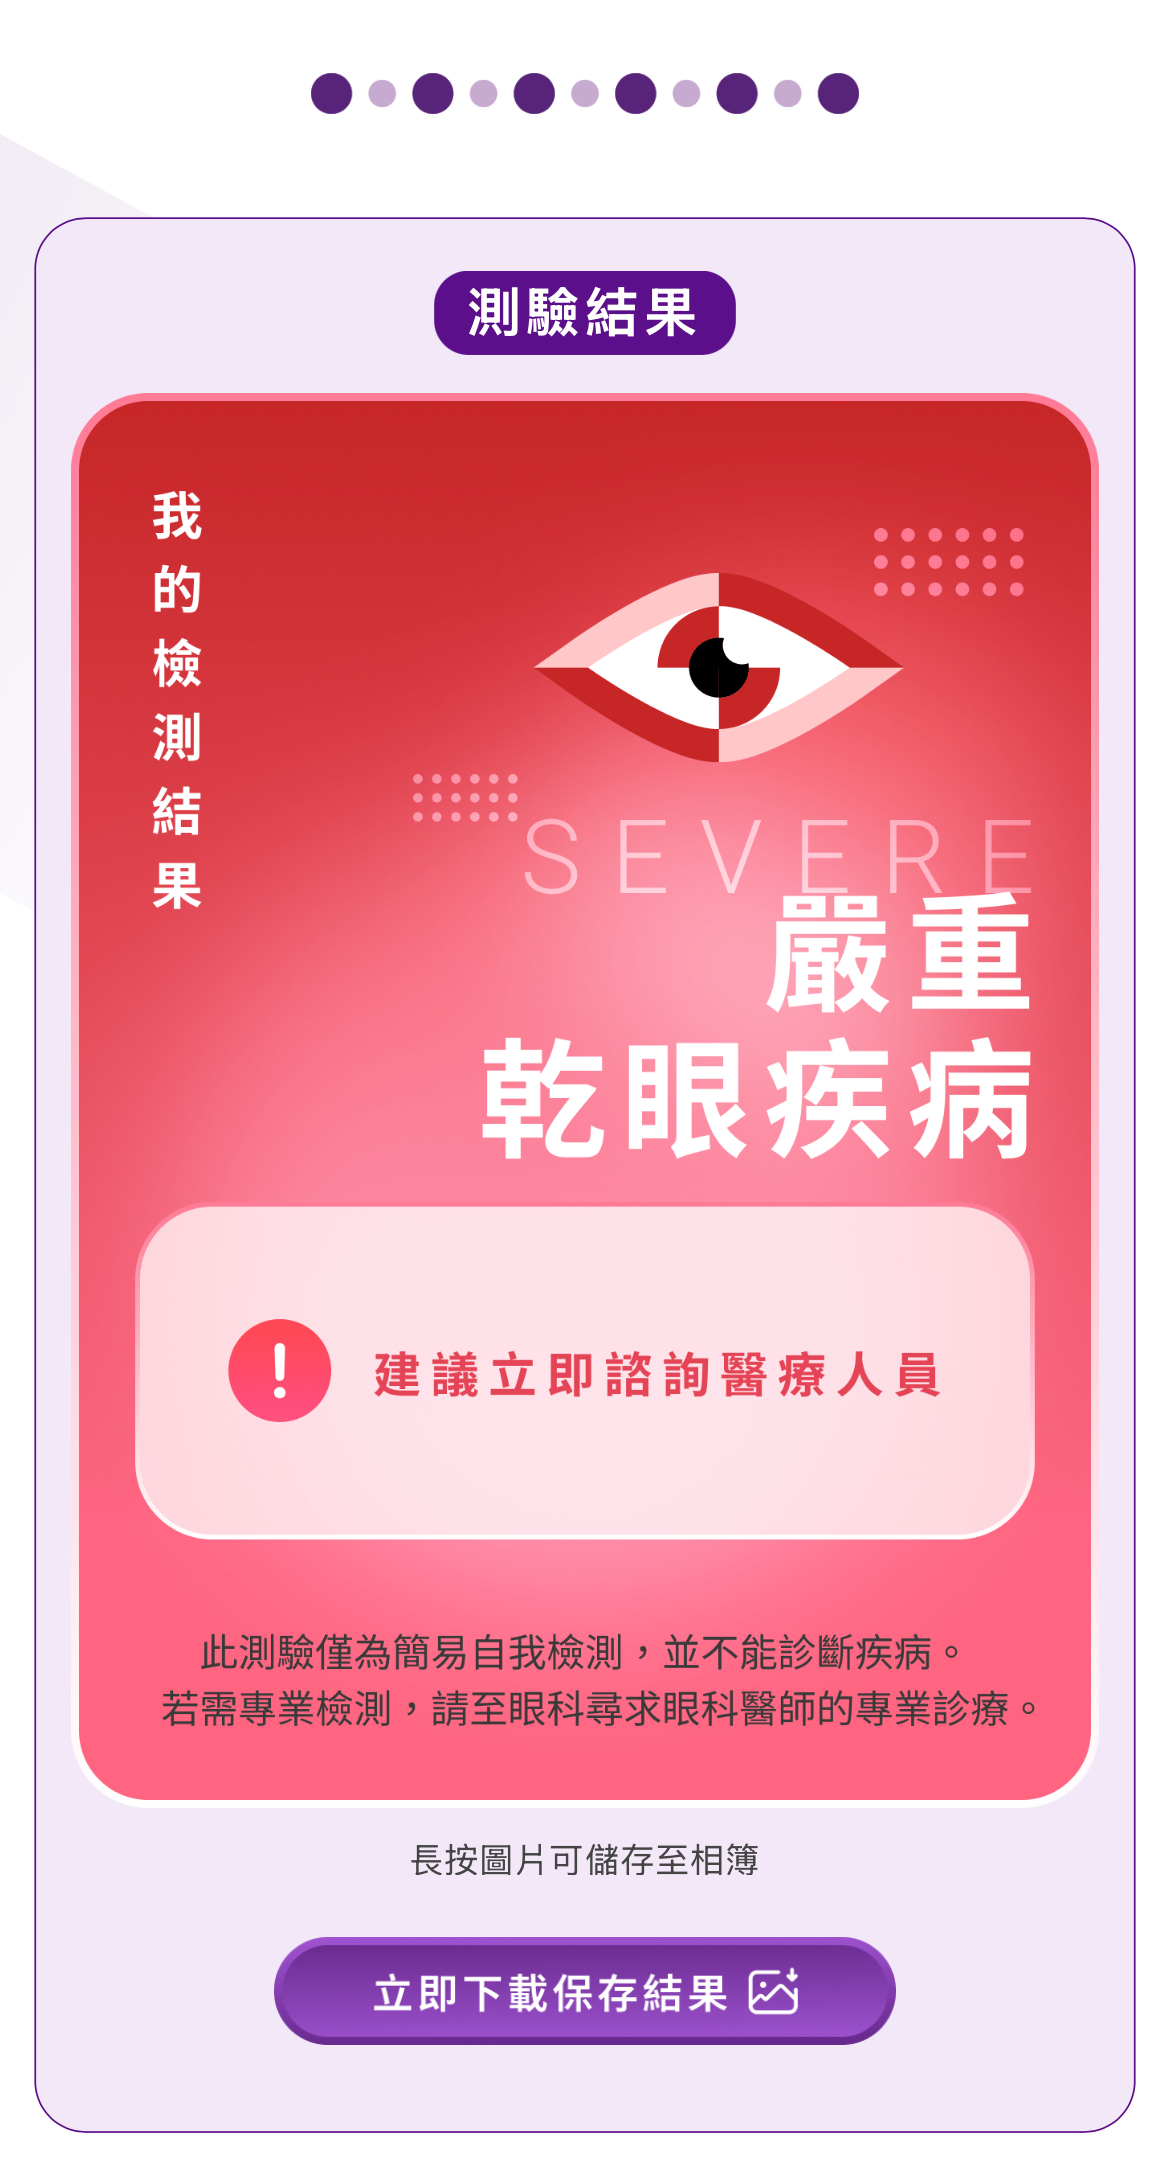 測驗結果
我的檢測結果
SEVERE
嚴重
乾眼疾病
建議立即諮詢醫療人員
此測驗僅為簡易自我檢測，並不能診斷疾病。
若需專業檢測，請至眼科尋求眼科醫師的專業診療。
長按圖片可儲存至相簿
立即下載保存結果